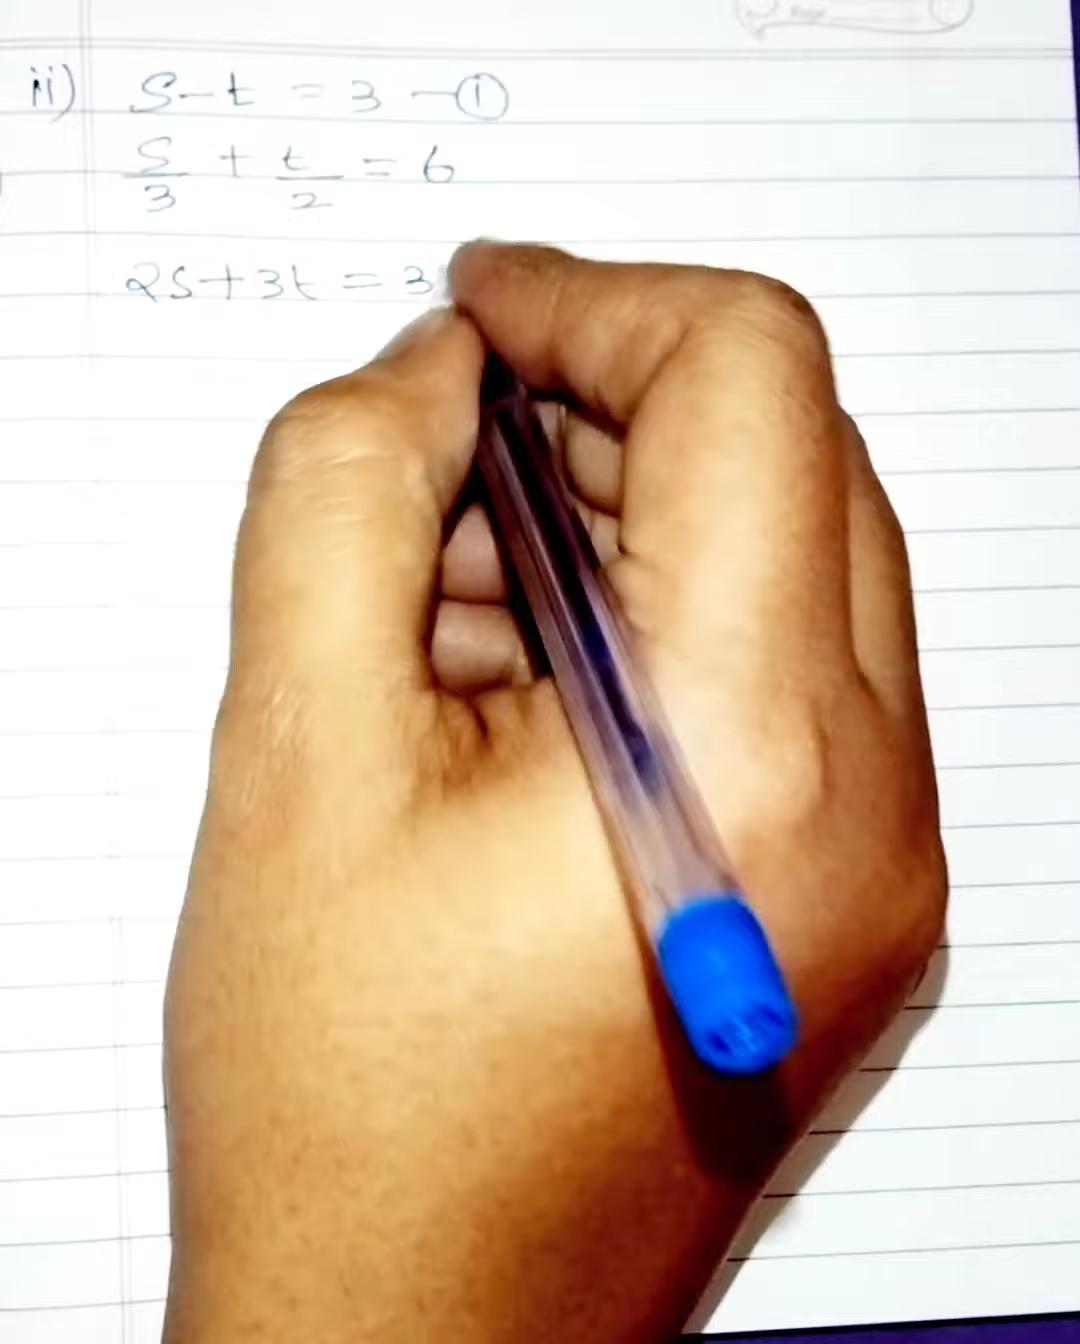 ii) S-t = 3 -①
S/3 + t/2 = 6
2S+3t = 3